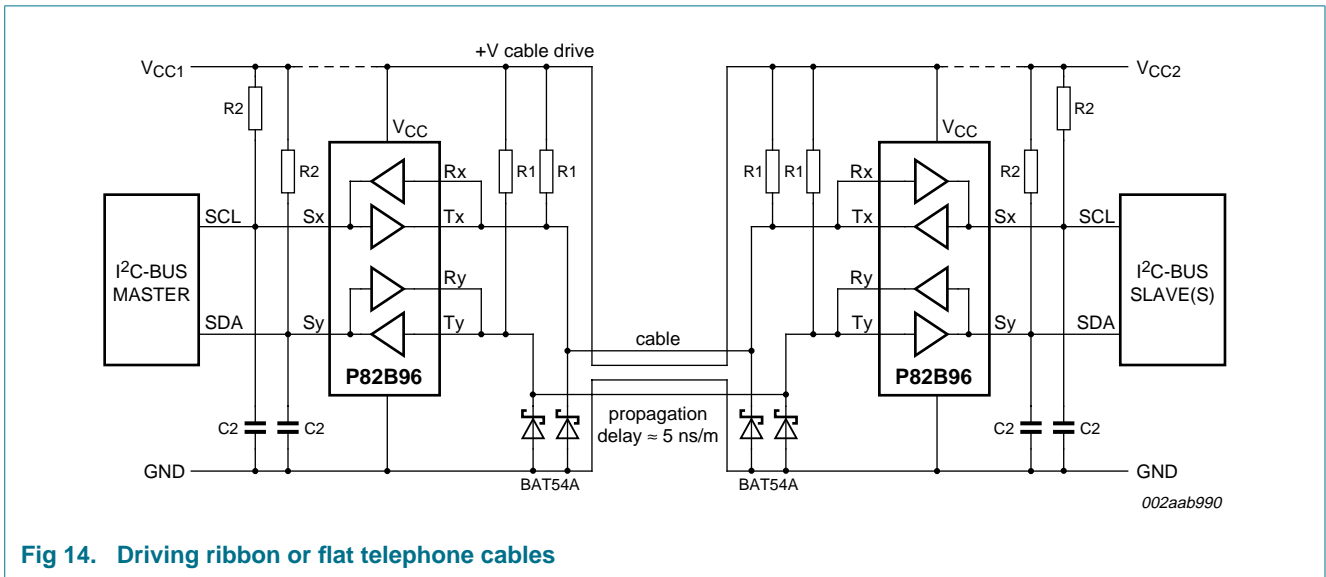 +V cable drive
VCC1
VCC2
R2
R2
VCC
R1
R1
R1
R1
VCC
R2
R2
Rx
Rx
SCL
Sx
Tx
Tx
Sx
SCL
I2C-BUS
MASTER
I2C-BUS
SLAVE(S)
Ry
Ry
SDA
Sy
Ty
Ty
Sy
SDA
cable
P82B96
P82B96
propagation
delay ≈ 5 ns/m
C2
C2
C2
C2
GND
GND
BAT54A
BAT54A
002aab990
Fig 14. Driving ribbon or flat telephone cables